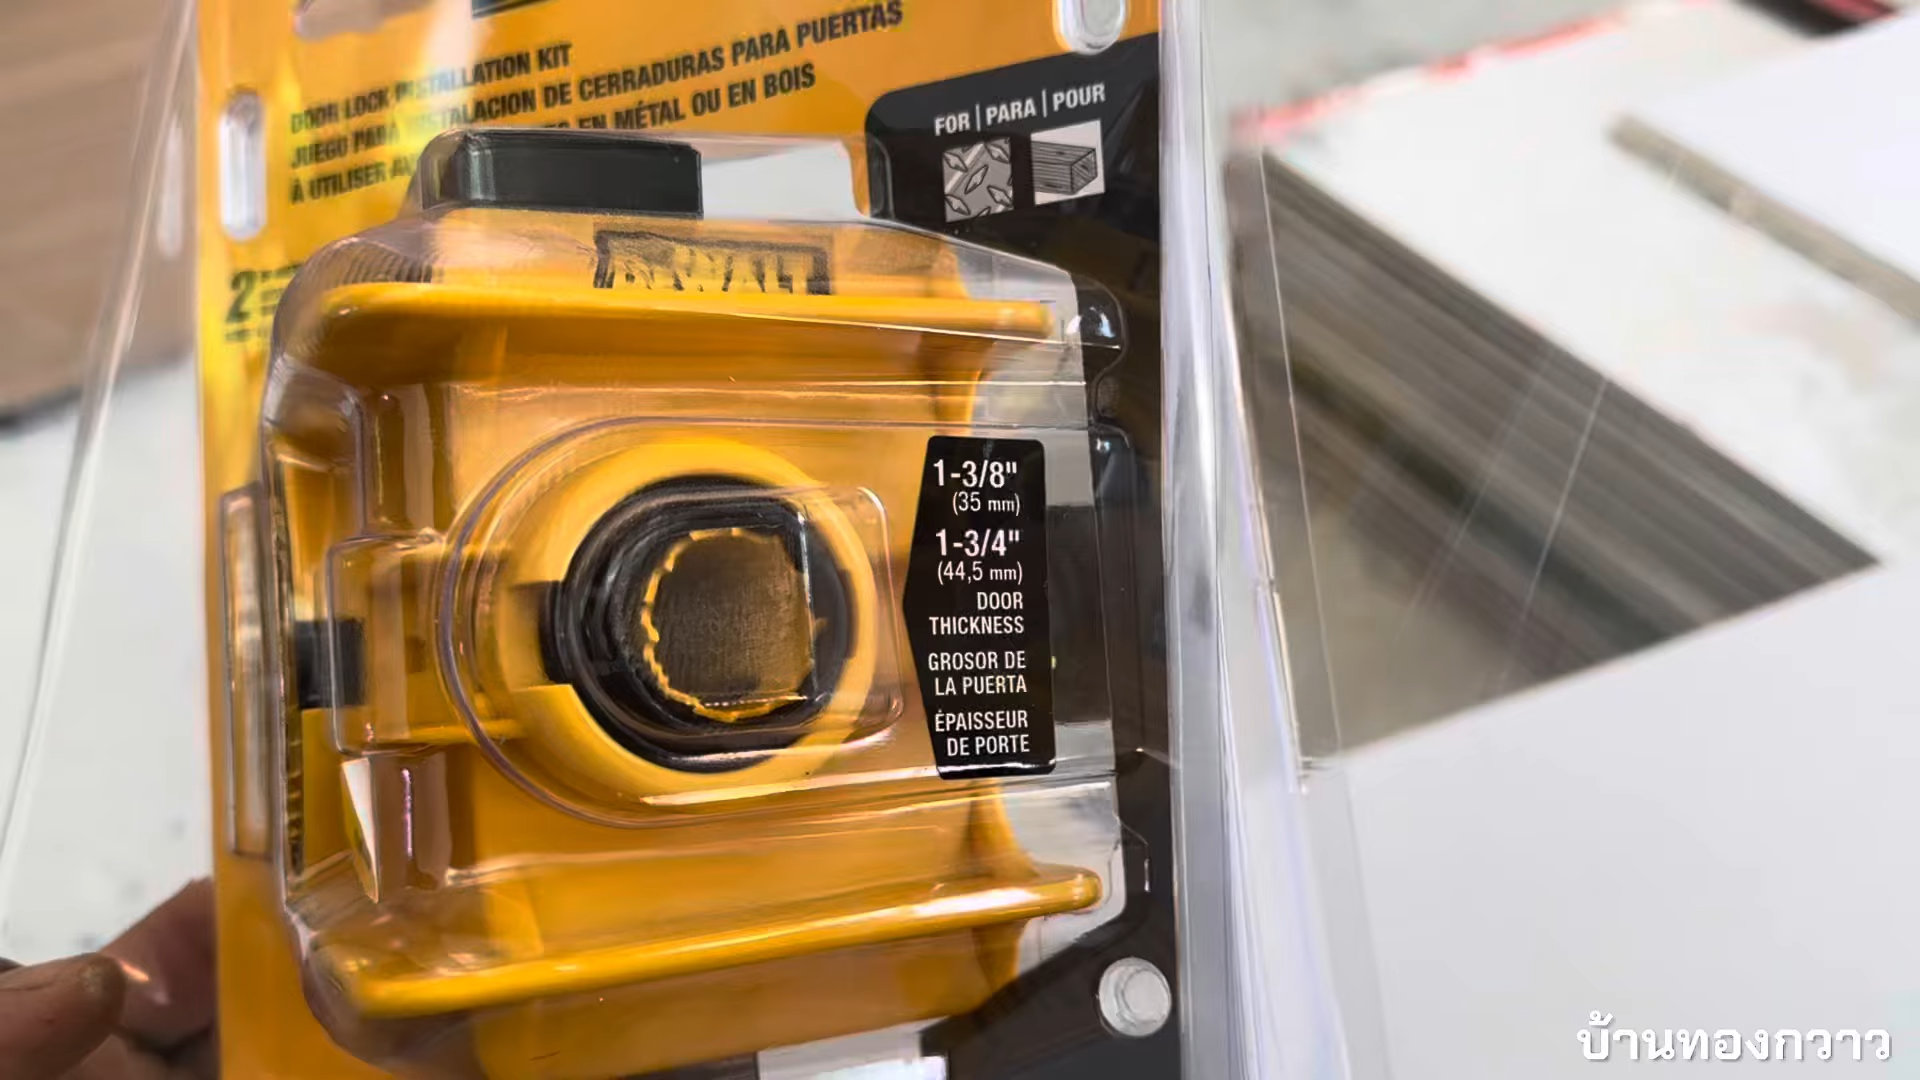 DOOR LOCK INSTALLATION KIT
JUEGO PARA INSTALACION DE CERRADURAS PARA PUERTAS
À UTILISER EN MÉTAL OU EN BOIS
FOR | PARA | POUR
DEWALT
2
1-3/8"
(35 mm)
1-3/4"
(44,5 mm)
DOOR
THICKNESS
GROSOR DE
LA PUERTA
ÉPAISSEUR
DE PORTE
บ้านทองกวาว